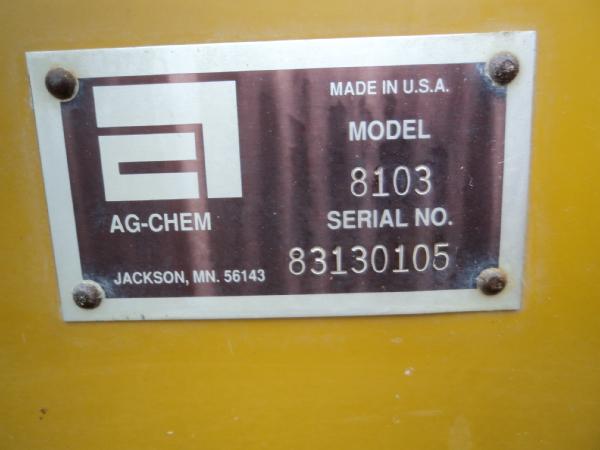 MADE IN U.S.A.
MODEL
8103
AG-CHEM
SERIAL NO.
JACKSON, MN. 56143
83130105